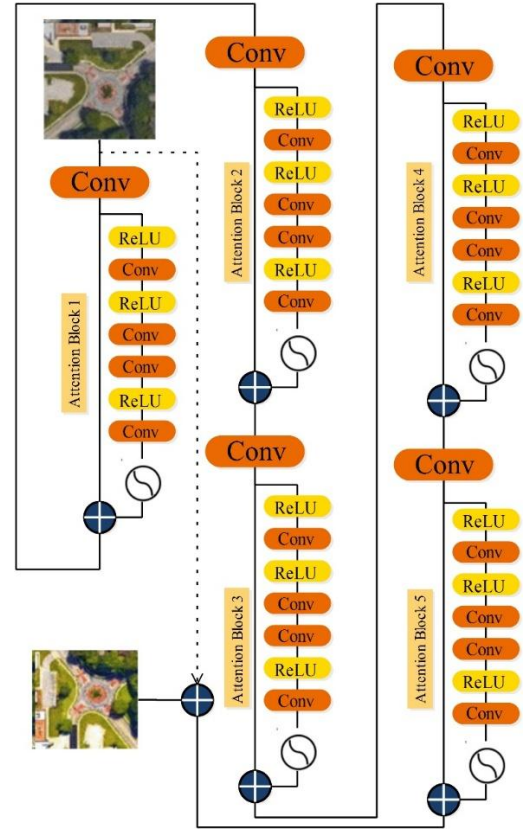 Conv
ReLU
Conv
ReLU
Conv
Conv
ReLU
Conv
Attention Block 1
Conv
ReLU
Conv
ReLU
Conv
Conv
ReLU
Conv
Attention Block 2
Conv
ReLU
Conv
ReLU
Conv
Conv
ReLU
Conv
Attention Block 3
Conv
ReLU
Conv
ReLU
Conv
Conv
ReLU
Conv
Attention Block 4
Conv
ReLU
Conv
ReLU
Conv
Conv
ReLU
Conv
Attention Block 5